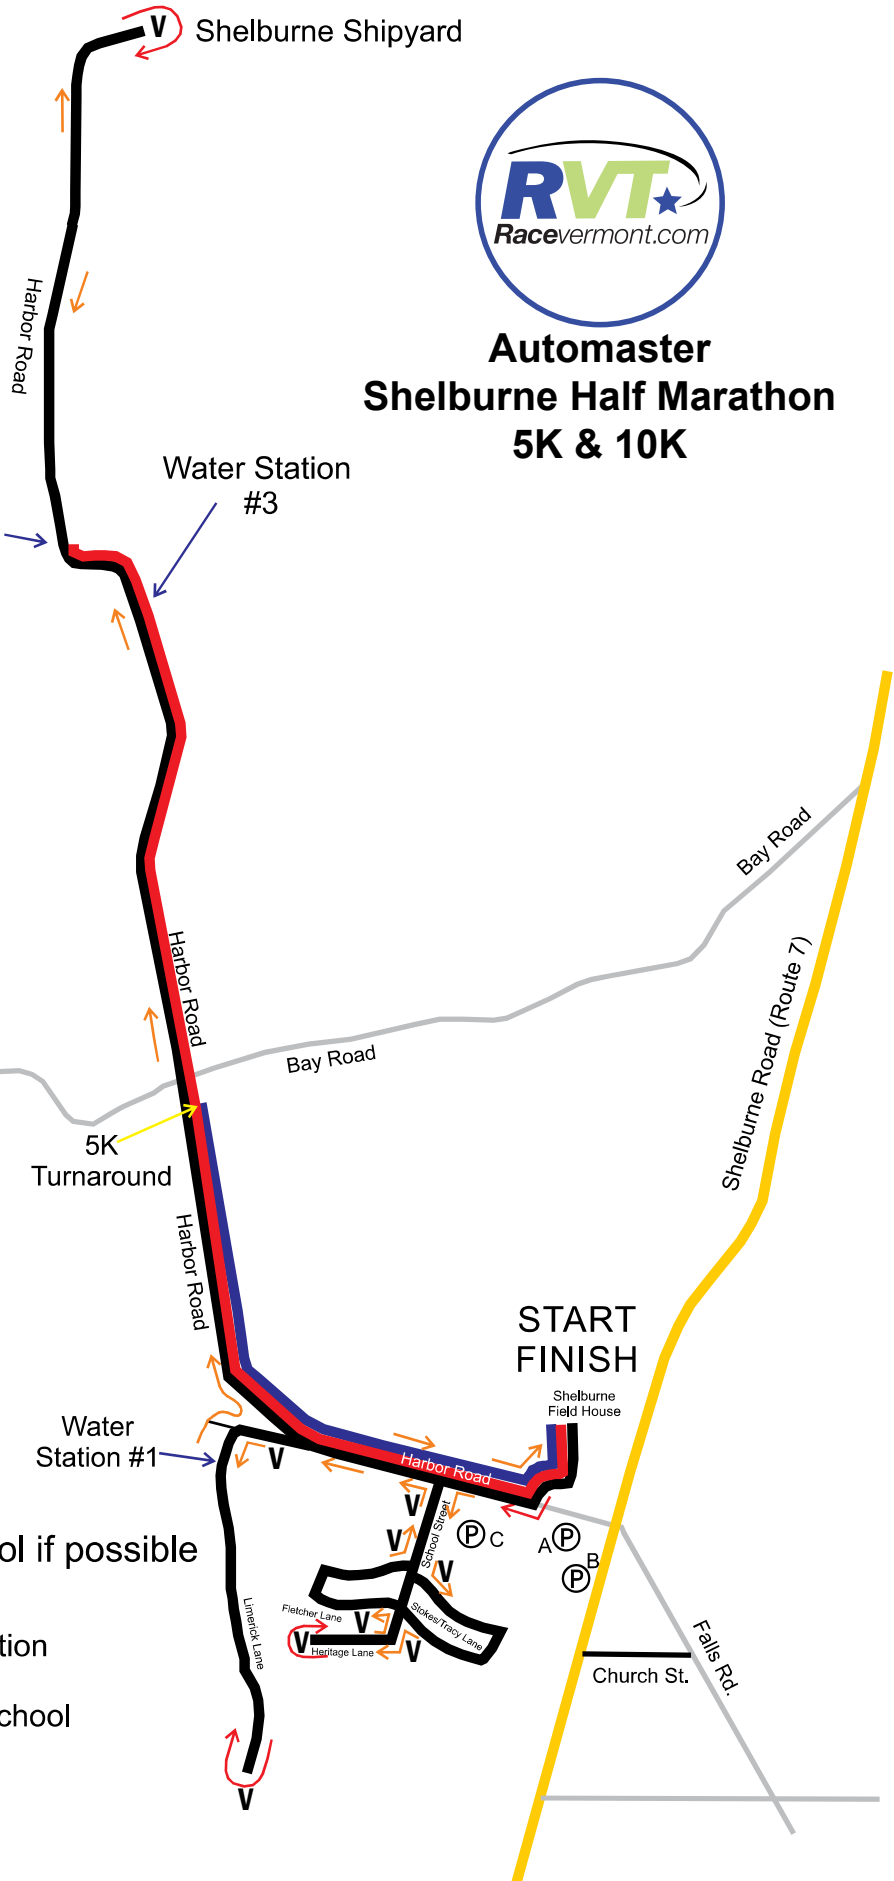 V
Shelburne Shipyard
RVT
Racevermont.com
Automaster
Shelburne Half Marathon
5K & 10K
Harbor Road
Water Station
#3
Bay Road
Harbor Road
Shelburne Road (Route 7)
Bay Road
5K
Turnaround
Harbor Road
START
FINISH
Shelburne
Field House
Water
Station #1
V
Harbor Road
V
School Street
P C
A P
B
P
V
V
ol if possible
Fletcher Lane
V
Stokes/Tracy Lane
Limerick Lane
V
Heritage Lane
V
tion
Falls Rd.
Church St.
chool
V